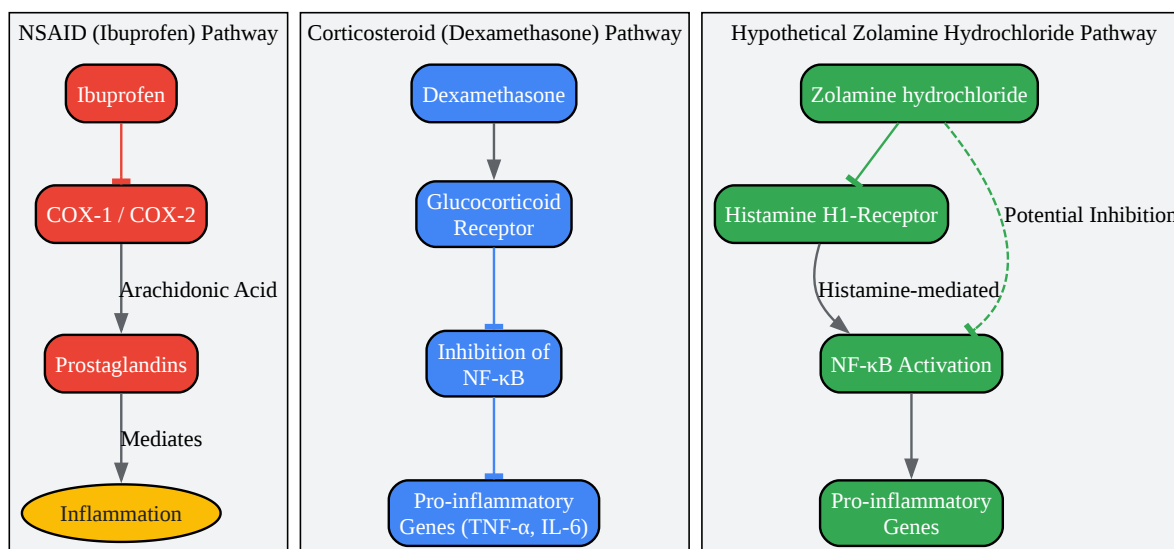 NSAID (Ibuprofen) Pathway
Ibuprofen
COX-1 / COX-2
Arachidonic Acid
Prostaglandins
Mediates
Inflammation
Corticosteroid (Dexamethasone) Pathway
Dexamethasone
Glucocorticoid
Receptor
Inhibition of
NF-κB
Pro-inflammatory
Genes (TNF-α, IL-6)
Hypothetical Zolamine Hydrochloride Pathway
Zolamine hydrochloride
Histamine H1-Receptor
Potential Inhibition
Histamine-mediated
NF-κB Activation
Pro-inflammatory
Genes